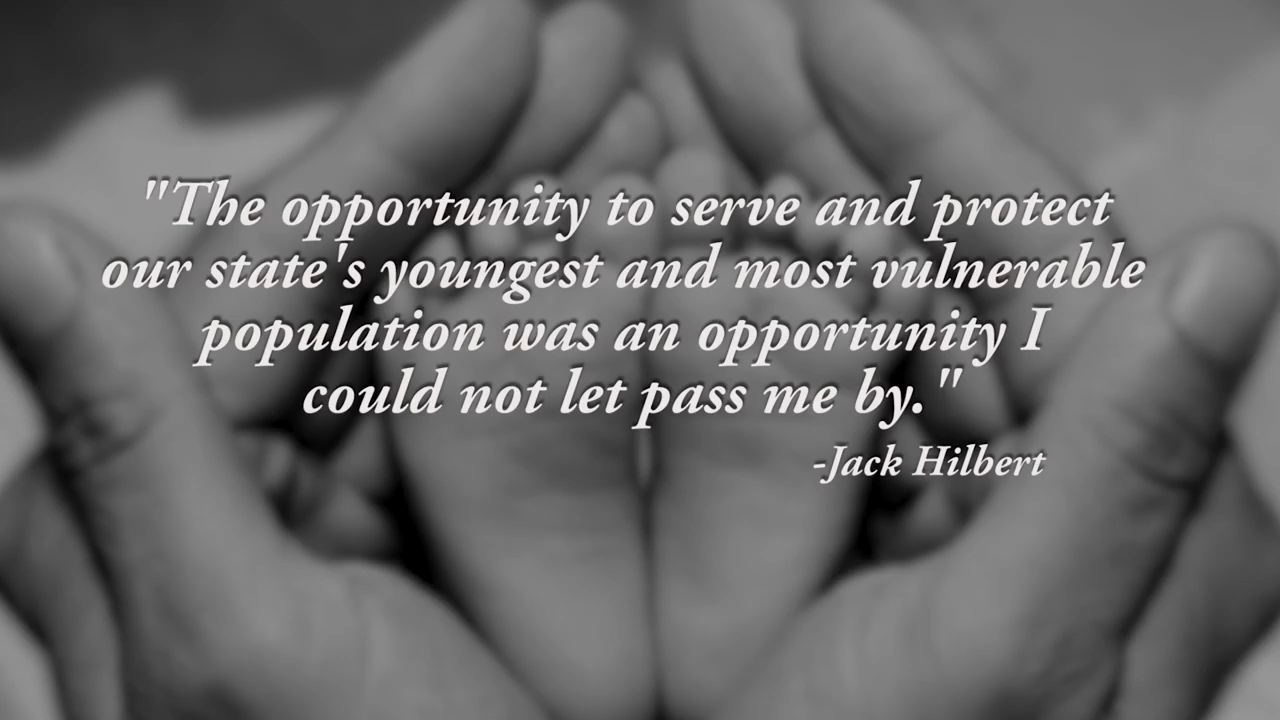 "The opportunity to serve and protect
our state's youngest and most vulnerable
population was an opportunity I
could not let pass me by."
-Jack Hilbert